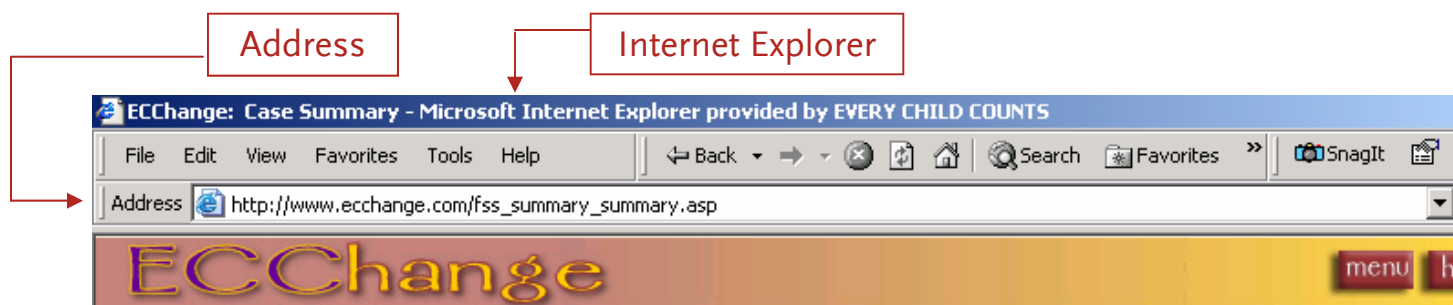 Address Internet Explorer
ECChange: Case Summary - Microsoft Internet Explorer provided by EVERY CHILD COUNTS
File Edit View Favorites Tools Help Back Search Favorites » SnagIt
Address http://www.ecchange.com/fss_summary_summary.asp
ECChange menu